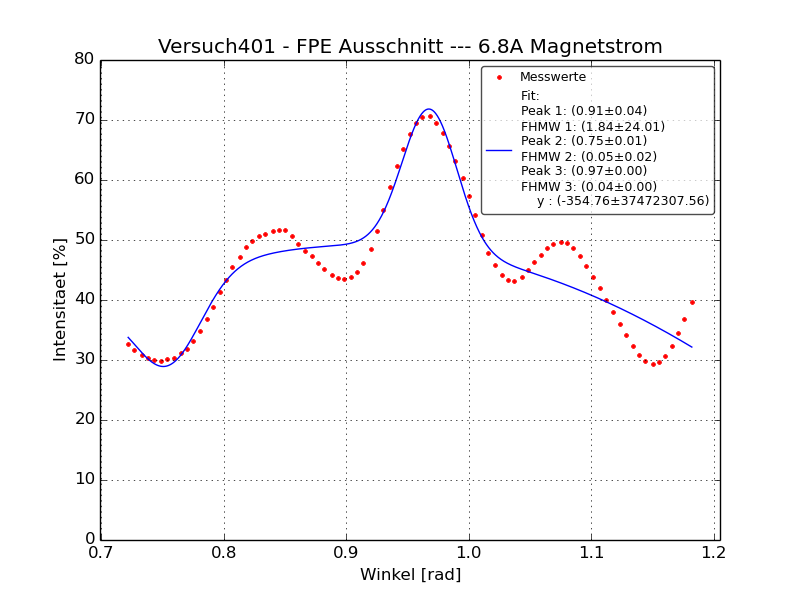 Versuch401 - FPE Ausschnitt --- 6.8A Magnetstrom
Messwerte
Fit:
Peak 1: (0.91±0.04)
FHMW 1: (1.84±24.01)
Peak 2: (0.75±0.01)
FHMW 2: (0.05±0.02)
Peak 3: (0.97±0.00)
FHMW 3: (0.04±0.00)
y : (-354.76±37472307.56)
Intensitaet [%]
80
70
60
50
40
30
20
10
0
0.7 0.8 0.9 1.0 1.1 1.2
Winkel [rad]